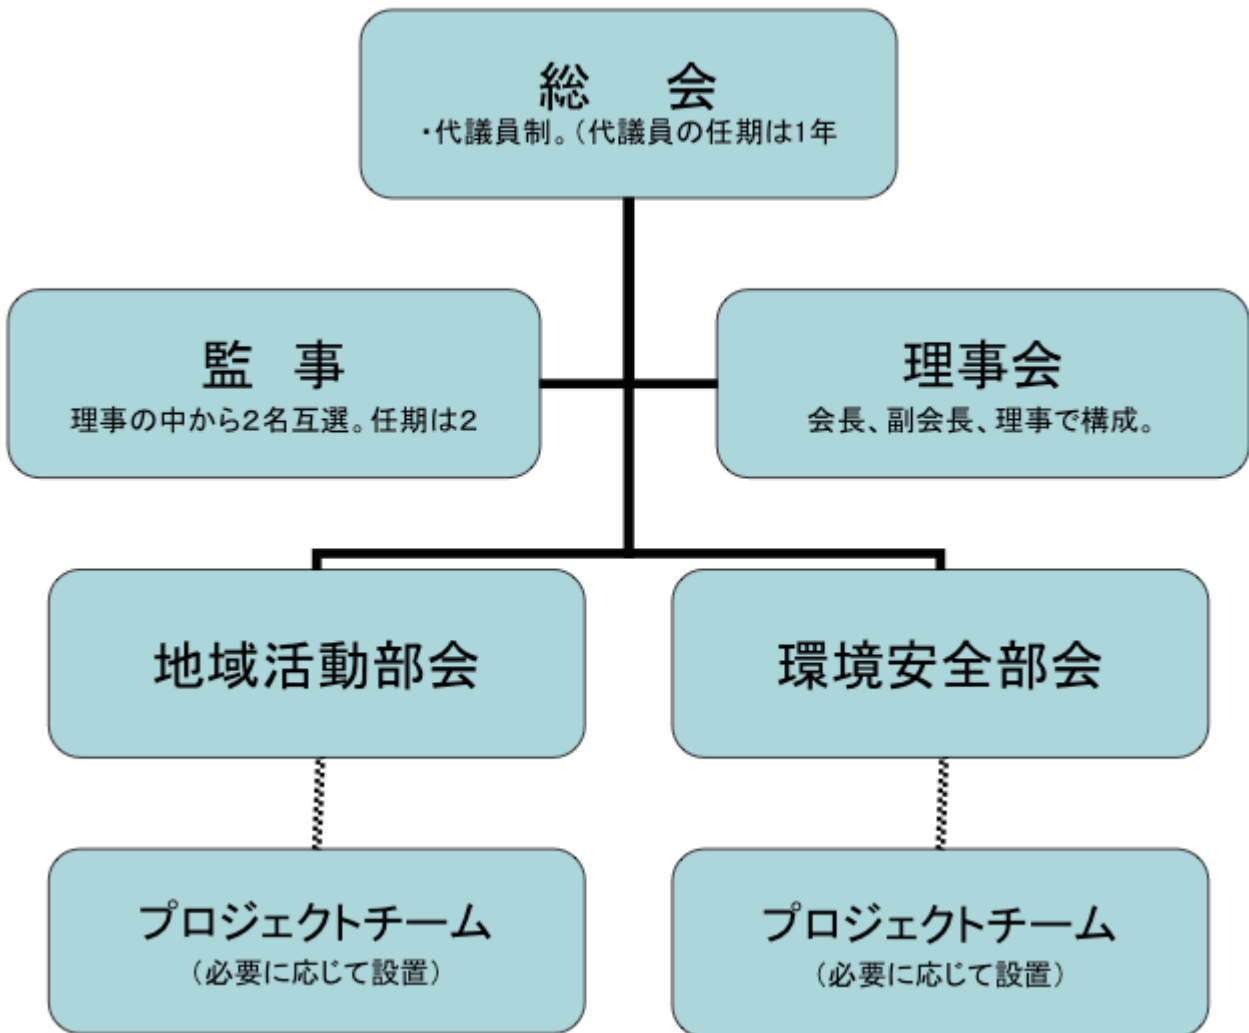 総　会
・代議員制。（代議員の任期は1年
監　事
理事の中から２名互選。任期は２
理事会
会長、副会長、理事で構成。
地域活動部会
環境安全部会
プロジェクトチーム
（必要に応じて設置）
プロジェクトチーム
（必要に応じて設置）